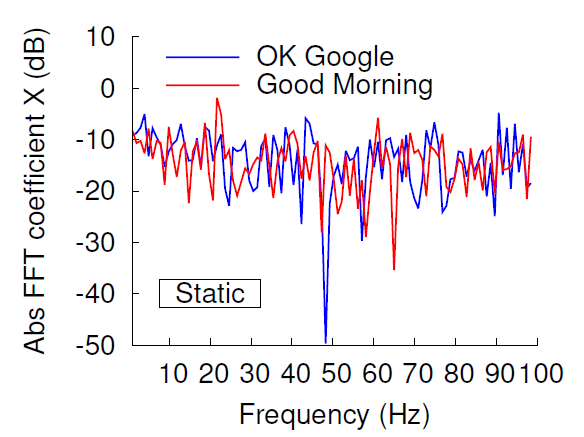 Abs FFT coefficient X (dB)
10
0
-10
-20
-30
-40
-50
OK Google
Good Morning
Static
10 20 30 40 50 60 70 80 90 100
Frequency (Hz)